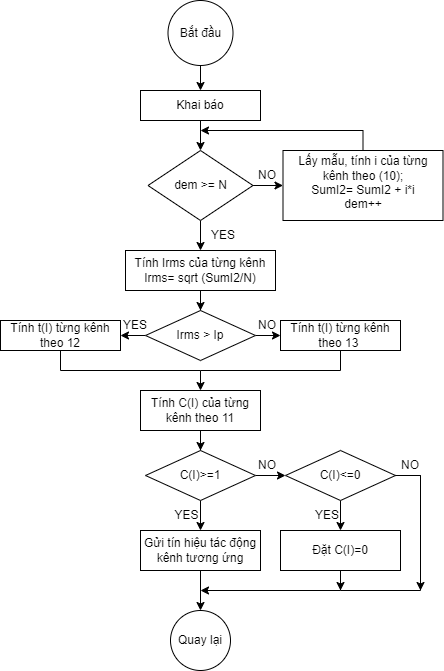 Bắt đầu
Khai báo
dem >= N
NO
Lấy mẫu, tính i của từng
kênh theo (10);
SumI2= SumI2 + i*i
dem++
YES
Tính Irms của từng kênh
Irms= sqrt (SumI2/N)
Tính t(I) từng kênh
theo 12
YES
Irms > Ip
NO
Tính t(I) từng kênh
theo 13
Tính C(I) của từng
kênh theo 11
C(I)>=1
NO
C(I)<=0
NO
YES
YES
Gửi tín hiệu tác động
kênh tương ứng
Đặt C(I)=0
Quay lại